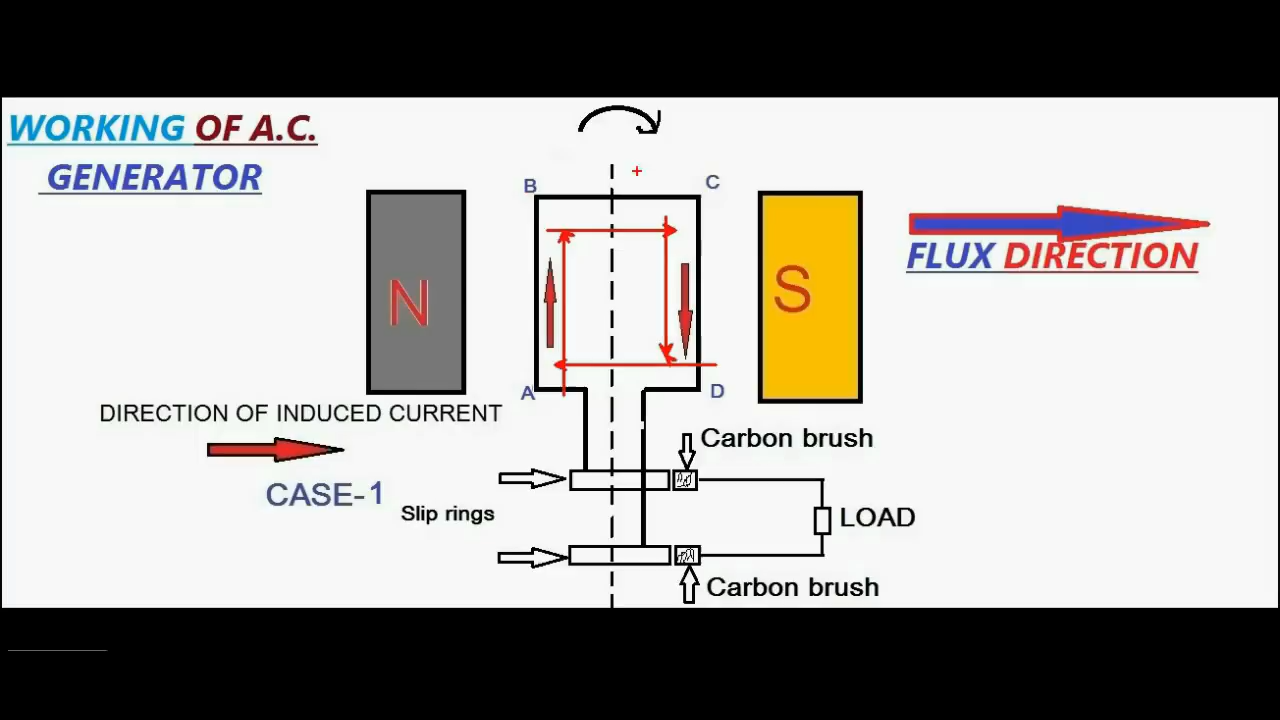 WORKING OF A.C.
GENERATOR
B
C
N
S
FLUX DIRECTION
A
D
DIRECTION OF INDUCED CURRENT
CASE-1
Slip rings
Carbon brush
LOAD
Carbon brush